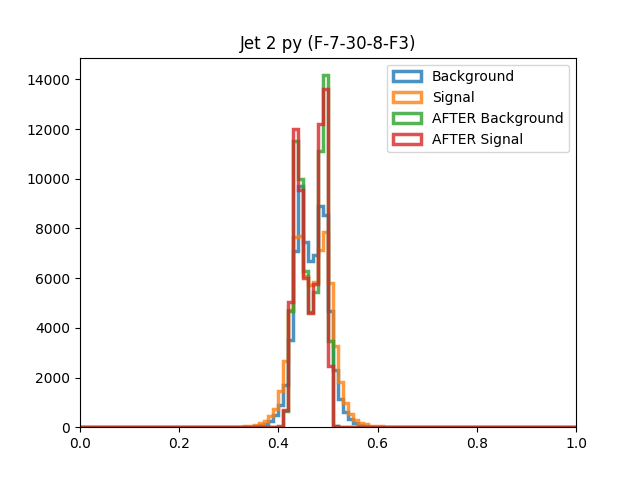 Jet 2 py (F-7-30-8-F3)
14000
12000
10000
8000
6000
4000
2000
0
0.0 0.2 0.4 0.6 0.8 1.0
Background
Signal
AFTER Background
AFTER Signal